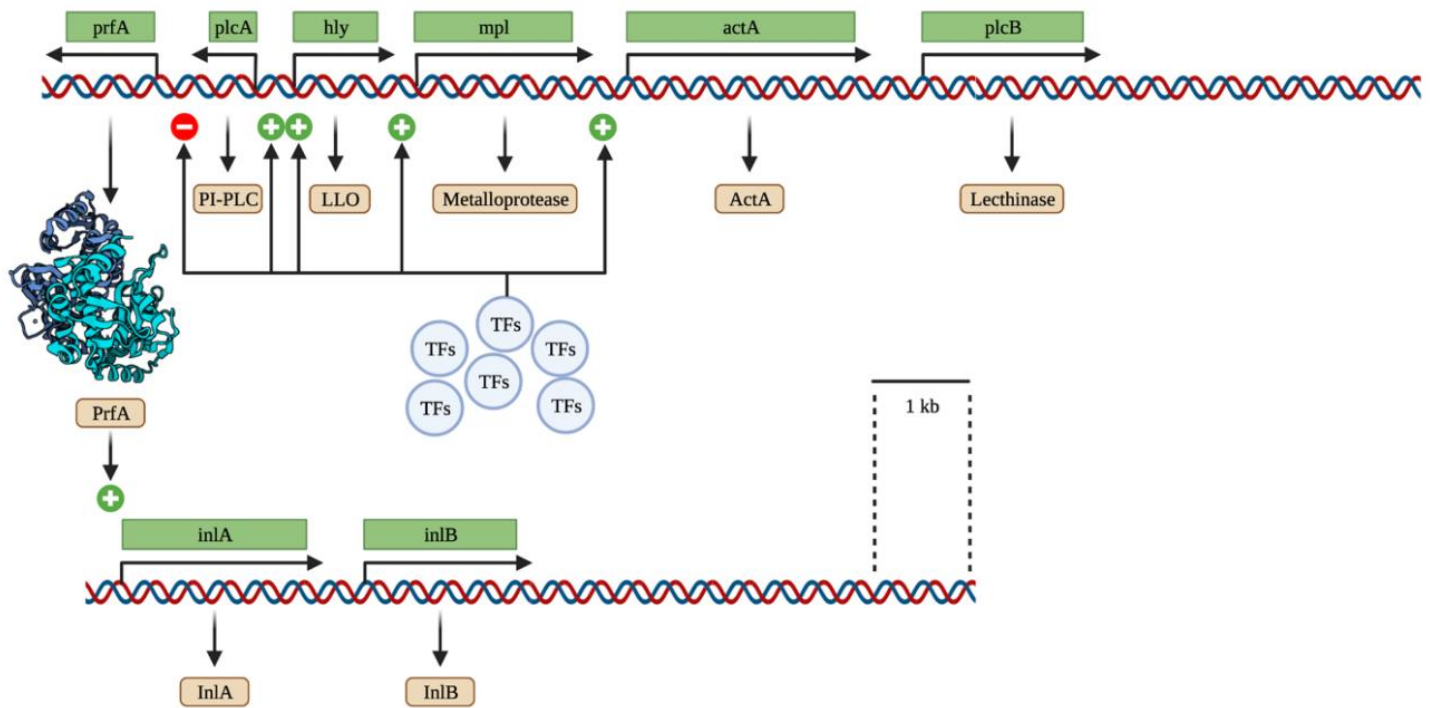 prfA
plcA
hly
mpl
actA
plcB
PI-PLC
LLO
Metalloprotease
ActA
Lecthinase
TFs
TFs
TFs
TFs
TFs
TFs
PrfA
1 kb
inlA
inlB
InlA
InlB